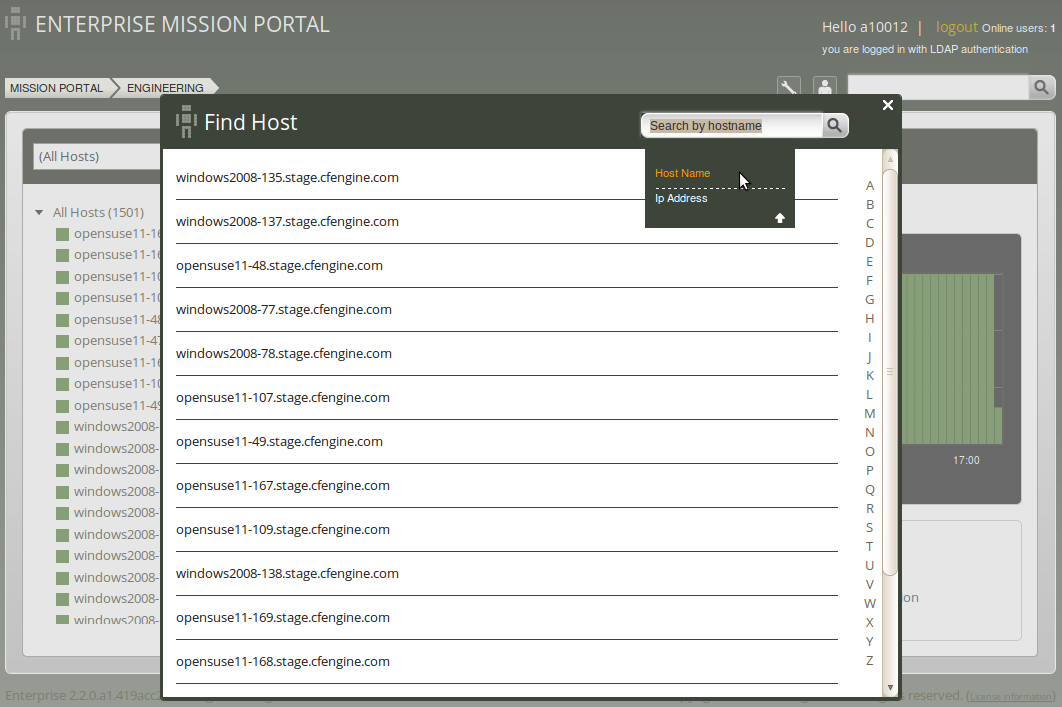 ENTERPRISE MISSION PORTAL
Hello a10012 | logout Online users: 1
you are logged in with LDAP authentication
MISSION PORTAL
ENGINEERING
Find Host
Search by hostname
Host Name
Ip Address
(All Hosts)
All Hosts (1501)
opensuse11-16
opensuse11-16
opensuse11-10
opensuse11-10
opensuse11-48
opensuse11-47
opensuse11-16
opensuse11-10
opensuse11-49
windows2008-
windows2008-
windows2008-
windows2008-
windows2008-
windows2008-
windows2008-
windows2008-
windows2008-
windows2008-
windows2008-135.stage.cfengine.com
windows2008-137.stage.cfengine.com
opensuse11-48.stage.cfengine.com
windows2008-77.stage.cfengine.com
windows2008-78.stage.cfengine.com
opensuse11-107.stage.cfengine.com
opensuse11-49.stage.cfengine.com
opensuse11-167.stage.cfengine.com
opensuse11-109.stage.cfengine.com
windows2008-138.stage.cfengine.com
opensuse11-169.stage.cfengine.com
opensuse11-168.stage.cfengine.com
A
B
C
D
E
F
G
H
I
J
K
L
M
N
O
P
Q
R
S
T
U
V
W
X
Y
Z
17:00
on
Enterprise 2.2.0.a1.419acc
s reserved. (License information)